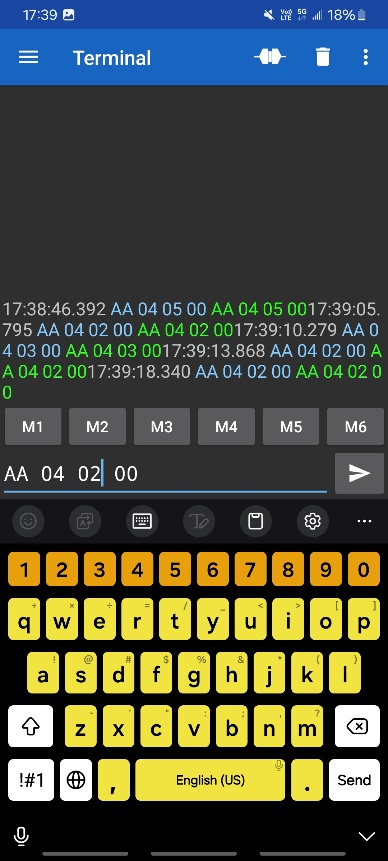 17:39
Vo)) LTE 5G 18%
Terminal
17:38:46.392 AA 04 05 00 AA 04 05 0017:39:05.
795 AA 04 02 00 AA 04 02 0017:39:10.279 AA 0
4 03 00 AA 04 03 0017:39:13.868 AA 04 02 00 A
A 04 02 0017:39:18.340 AA 04 02 00 AA 04 02 0
0
M1 M2 M3 M4 M5 M6
AA 04 02 00
1 2 3 4 5 6 7 8 9 0
+ × ÷ = / _ < > [ ]
q w e r t y u i o p
! @ # $ % & * ( )
a s d f g h j k l
- ' " : ; , ?
z x c v b n m
!#1 , English (US) . Send